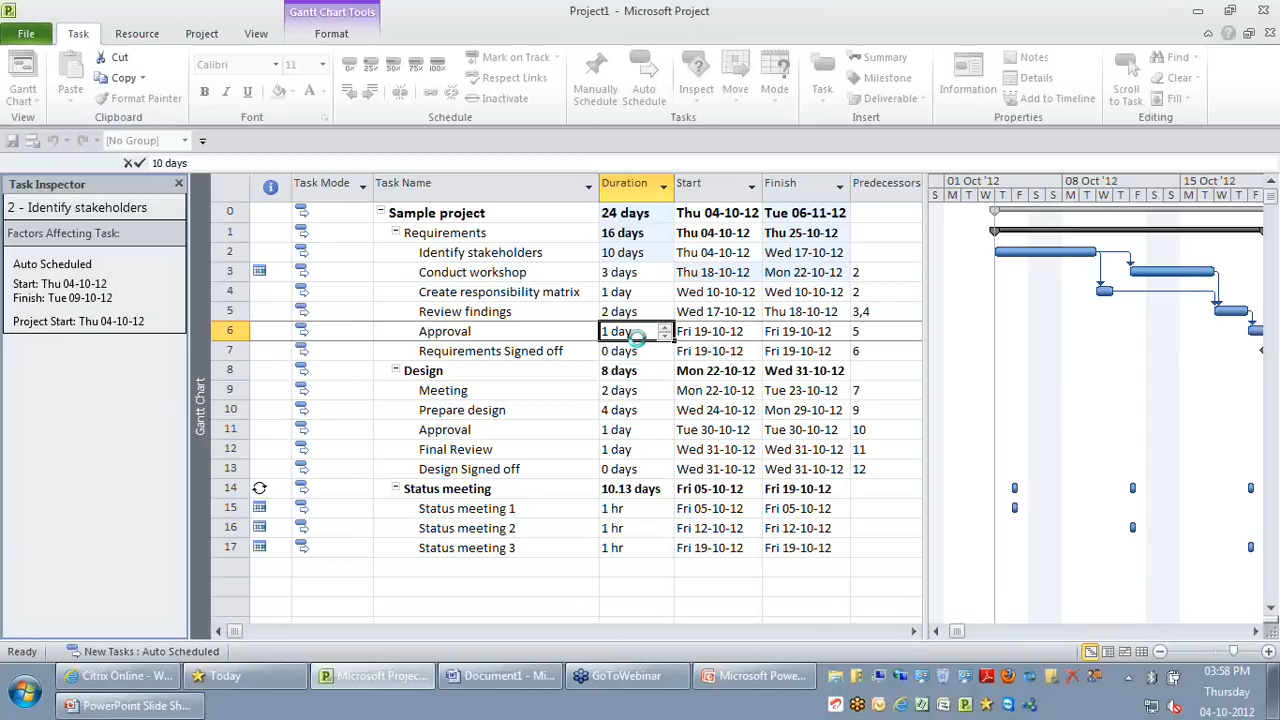 Gantt Chart Tools
Project1 - Microsoft Project
File Task Resource Project View Format
Gantt Chart
View
Paste
Cut
Copy
Format Painter
Clipboard
Calibri 11
B I U A
Font
0% 25% 50% 75% 100%
Mark on Track
Respect Links
Inactivate
Schedule
Manually Schedule
Auto Schedule
Inspect Move Mode
Tasks
Task
Summary
Milestone
Deliverable
Insert
Information
Notes
Details
Add to Timeline
Properties
Scroll to Task
Find
Clear
Fill
Editing
[No Group]
10 days
Task Inspector
2 - Identify stakeholders
Factors Affecting Task:
Auto Scheduled
Start: Thu 04-10-12
Finish: Tue 09-10-12
Project Start: Thu 04-10-12
Gantt Chart
Task Mode Task Name Duration Start Finish Predecessors
0 Sample project 24 days Thu 04-10-12 Tue 06-11-12
1 Requirements 16 days Thu 04-10-12 Thu 25-10-12
2 Identify stakeholders 10 days Thu 04-10-12 Wed 17-10-12
3 Conduct workshop 3 days Thu 18-10-12 Mon 22-10-12 2
4 Create responsibility matrix 1 day Wed 10-10-12 Wed 10-10-12 2
5 Review findings 2 days Wed 17-10-12 Thu 18-10-12 3,4
6 Approval 1 day Fri 19-10-12 Fri 19-10-12 5
7 Requirements Signed off 0 days Fri 19-10-12 Fri 19-10-12 6
8 Design 8 days Mon 22-10-12 Wed 31-10-12
9 Meeting 2 days Mon 22-10-12 Tue 23-10-12 7
10 Prepare design 4 days Wed 24-10-12 Mon 29-10-12 9
11 Approval 1 day Tue 30-10-12 Tue 30-10-12 10
12 Final Review 1 day Wed 31-10-12 Wed 31-10-12 11
13 Design Signed off 0 days Wed 31-10-12 Wed 31-10-12 12
14 Status meeting 10.13 days Fri 05-10-12 Fri 19-10-12
15 Status meeting 1 1 hr Fri 05-10-12 Fri 05-10-12
16 Status meeting 2 1 hr Fri 12-10-12 Fri 12-10-12
17 Status meeting 3 1 hr Fri 19-10-12 Fri 19-10-12
01 Oct '12 08 Oct '12 15 Oct '12
S M T W T F S S M T W T F S S M T W T F
Ready New Tasks : Auto Scheduled
Citrix Online - W...
Today
Microsoft Projec...
Document1 - Mi...
GoToWebinar
Microsoft Powe...
PowerPoint Slide Sh...
03:58 PM
Thursday
04-10-2012